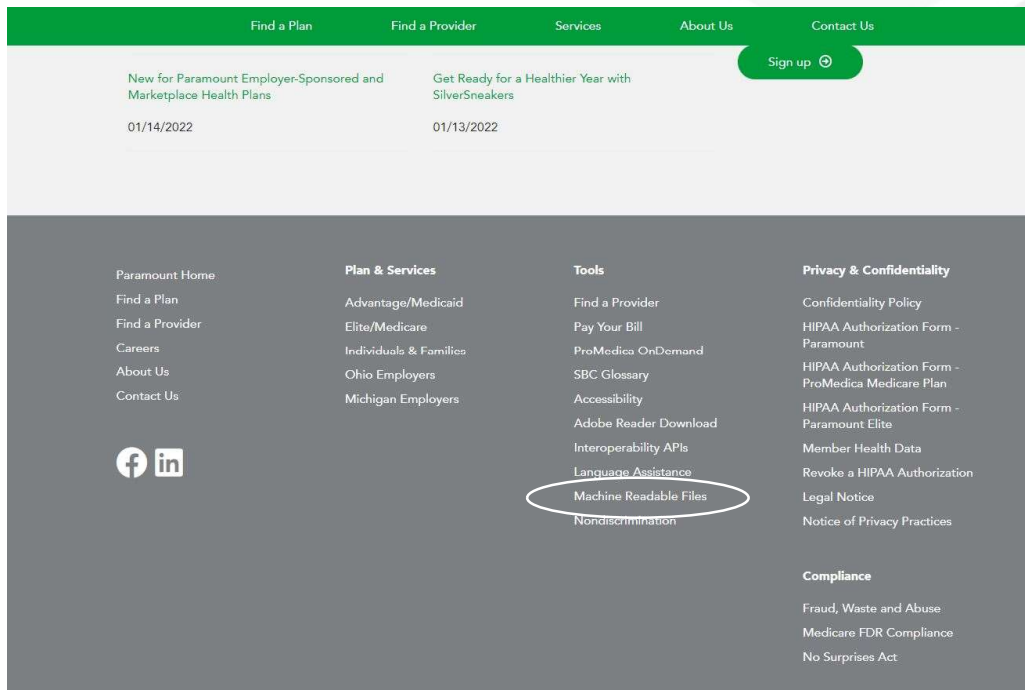 Find a Plan Find a Provider Services About Us Contact Us
Sign up
New for Paramount Employer-Sponsored and
Marketplace Health Plans
01/14/2022
Get Ready for a Healthier Year with
SilverSneakers
01/13/2022
Paramount Home
Find a Plan
Find a Provider
Careers
About Us
Contact Us
f in
Plan & Services
Advantage/Medicaid
Elite/Medicare
Individuals & Families
Ohio Employers
Michigan Employers
Tools
Find a Provider
Pay Your Bill
ProMedica OnDemand
SBC Glossary
Accessibility
Adobe Reader Download
Interoperability APIs
Language Assistance
Machine Readable Files
Nondiscrimination
Privacy & Confidentiality
Confidentiality Policy
HIPAA Authorization Form -
Paramount
HIPAA Authorization Form -
ProMedica Medicare Plan
HIPAA Authorization Form -
Paramount Elite
Member Health Data
Revoke a HIPAA Authorization
Legal Notice
Notice of Privacy Practices
Compliance
Fraud, Waste and Abuse
Medicare FDR Compliance
No Surprises Act